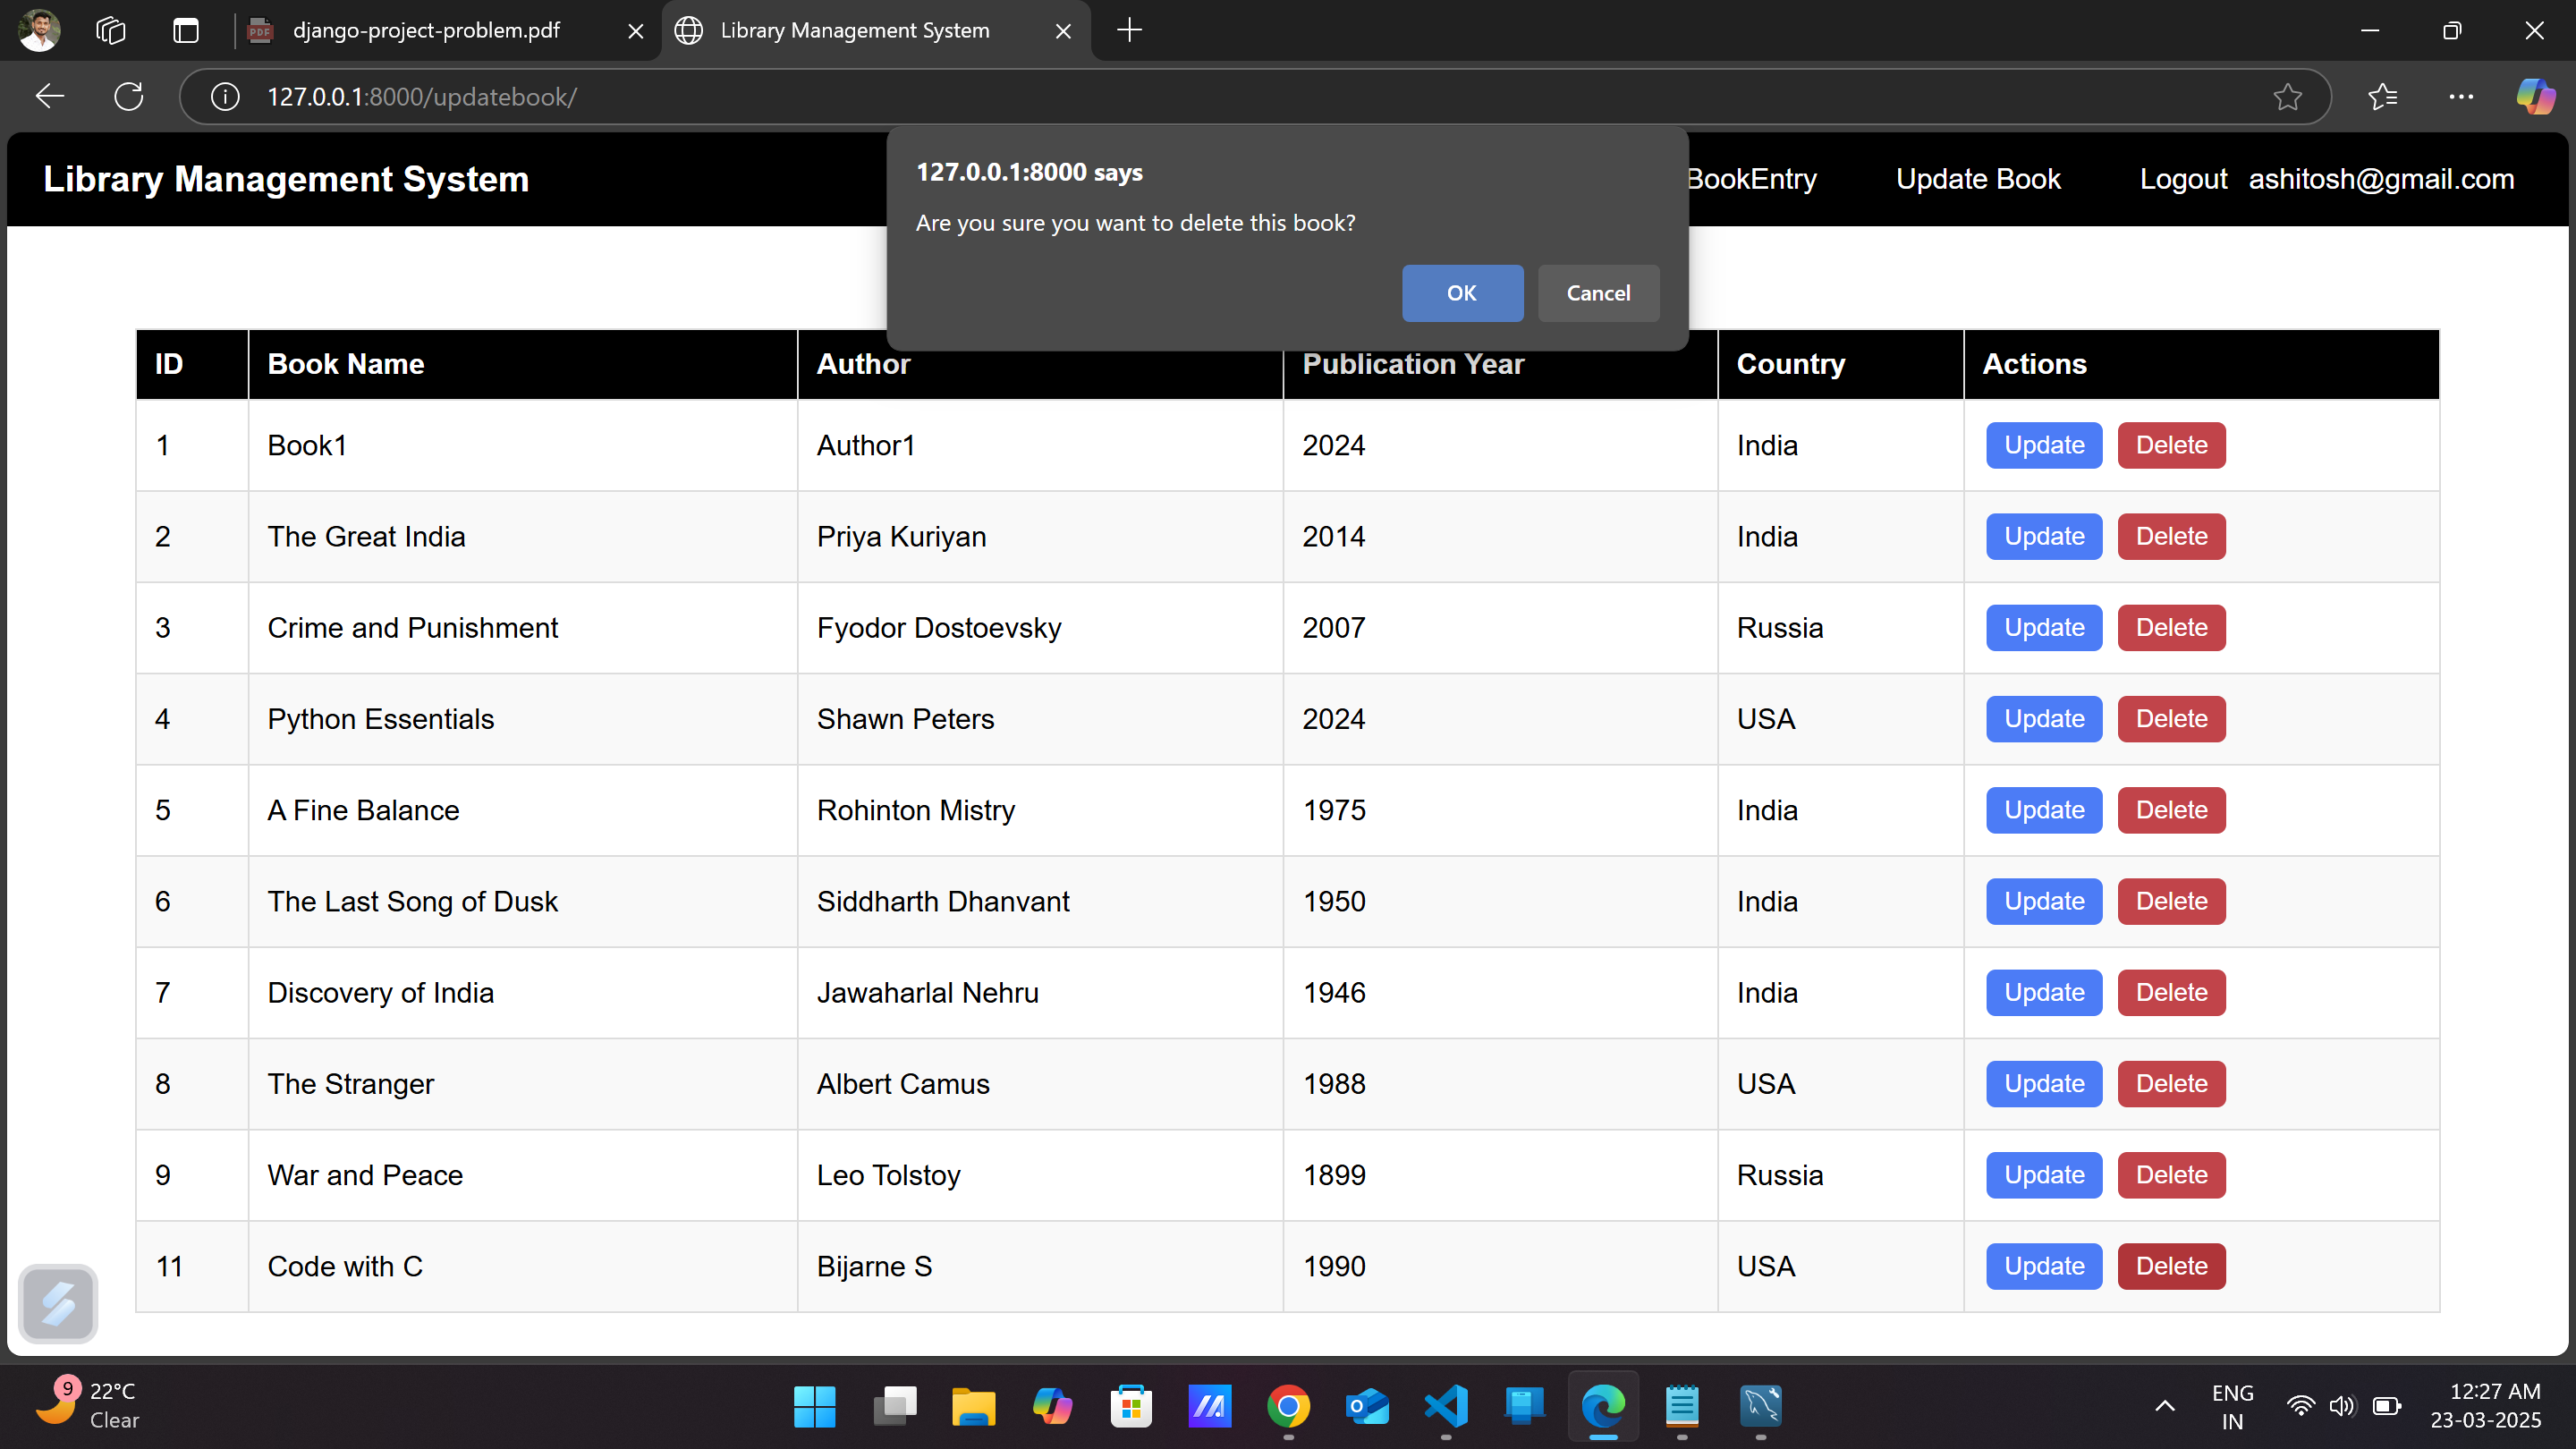 django-project-problem.pdf
Library Management System
127.0.0.1:8000/updatebook/
Library Management System
BookEntry
Update Book
Logout
ashitosh@gmail.com
127.0.0.1:8000 says
Are you sure you want to delete this book?
OK
Cancel
ID Book Name Author Publication Year Country Actions
1 Book1 Author1 2024 India Update Delete
2 The Great India Priya Kuriyan 2014 India Update Delete
3 Crime and Punishment Fyodor Dostoevsky 2007 Russia Update Delete
4 Python Essentials Shawn Peters 2024 USA Update Delete
5 A Fine Balance Rohinton Mistry 1975 India Update Delete
6 The Last Song of Dusk Siddharth Dhanvant 1950 India Update Delete
7 Discovery of India Jawaharlal Nehru 1946 India Update Delete
8 The Stranger Albert Camus 1988 USA Update Delete
9 War and Peace Leo Tolstoy 1899 Russia Update Delete
11 Code with C Bijarne S 1990 USA Update Delete
9
22°C
Clear
ENG
IN
12:27 AM
23-03-2025